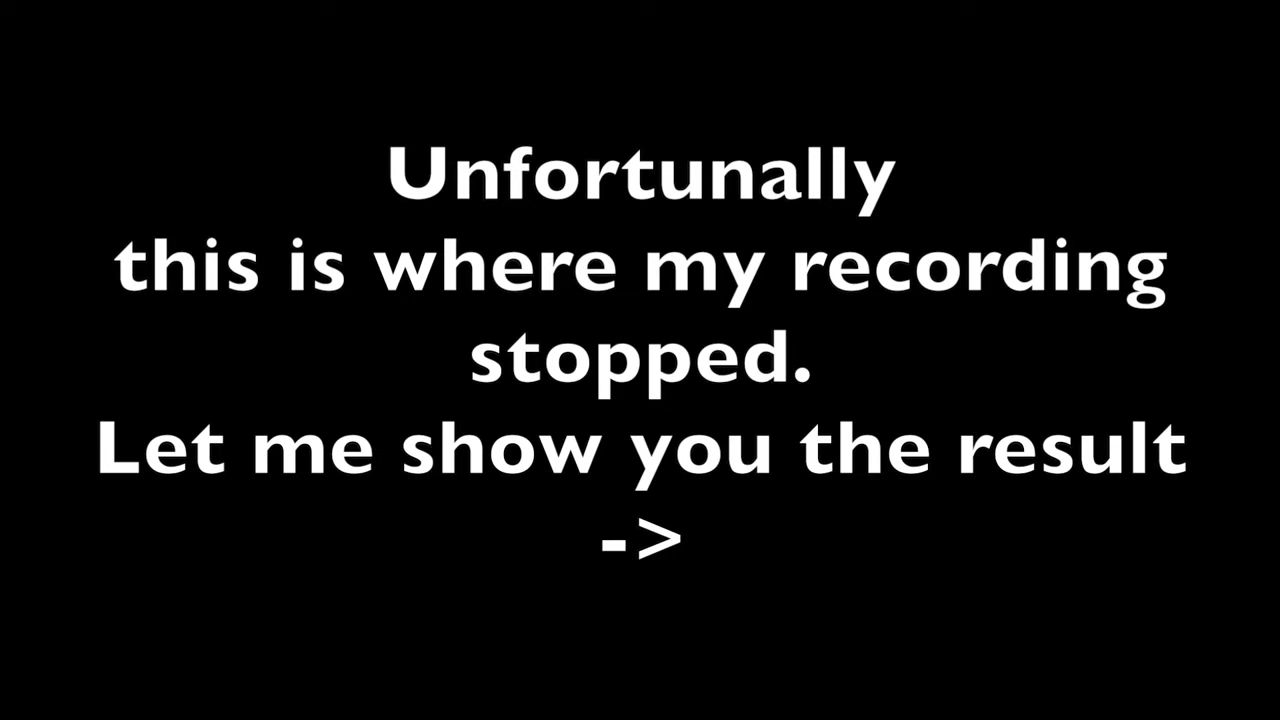 Unfortunally
this is where my recording
stopped.
Let me show you the result
->